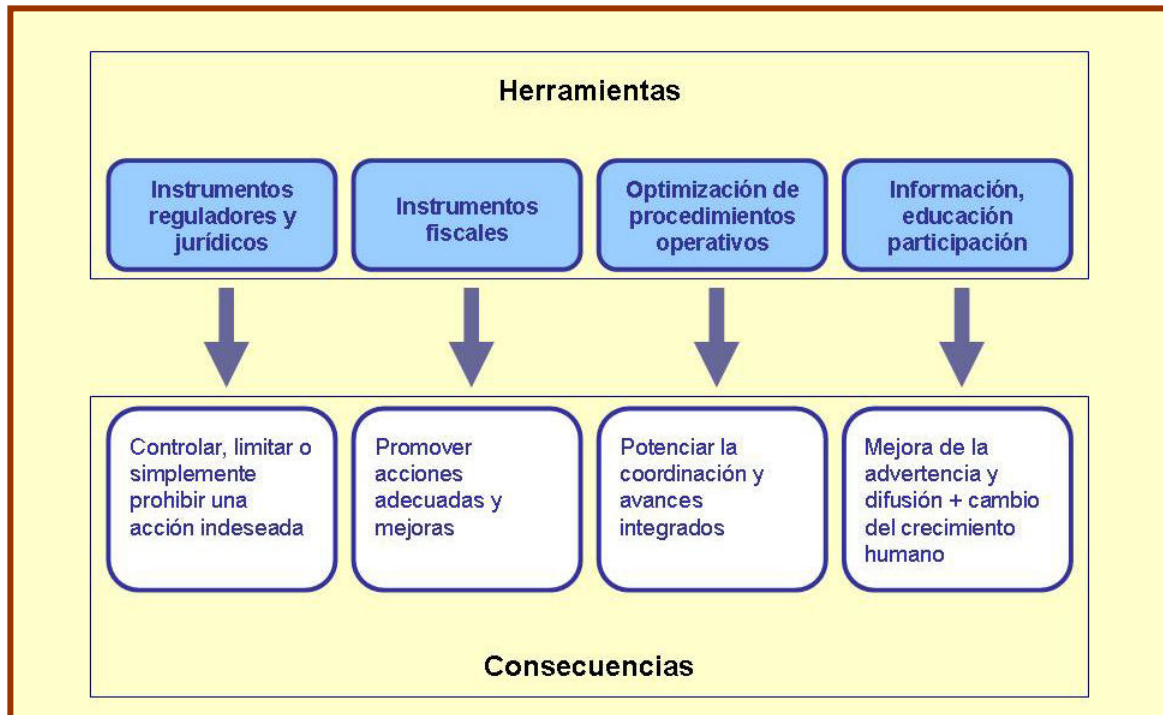 Herramientas
Instrumentos
reguladores y
jurídicos
Instrumentos
fiscales
Optimización de
procedimientos
operativos
Información,
educación
participación
Controlar, limitar o
simplemente
prohibir una
acción indeseada
Promover
acciones
adecuadas y
mejoras
Potenciar la
coordinación y
avances
integrados
Mejora de la
advertencia y
difusión + cambio
del crecimiento
humano
Consecuencias